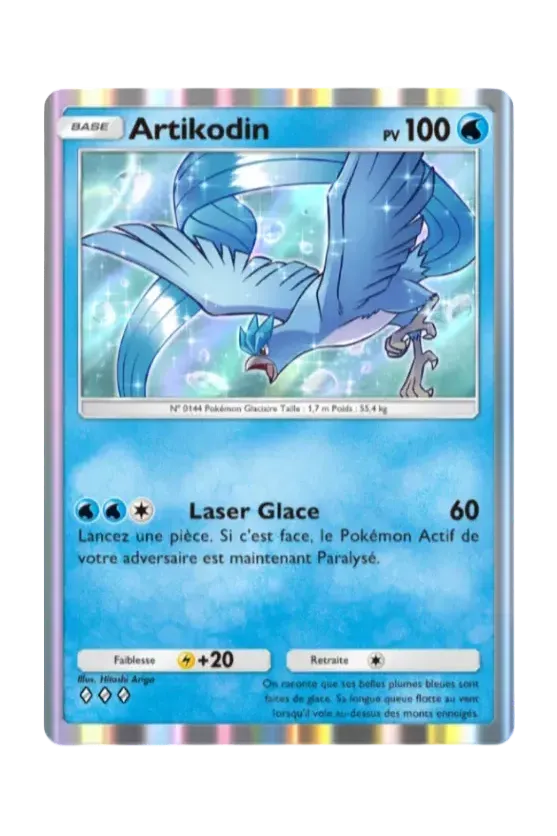 BASE Artikodin PV 100
N° 0144 Pokémon Glaciaire Taille : 1,7 m Poids : 55,4 kg
Laser Glace 60
Lancez une pièce. Si c'est face, le Pokémon Actif de
votre adversaire est maintenant Paralysé.
Faiblesse +20 Retraite
Illus. Hitoshi Ariga
On raconte que ses belles plumes bleues sont
faites de glace. Sa longue queue flotte au vent
lorsqu'il vole au-dessus des monts enneigés.